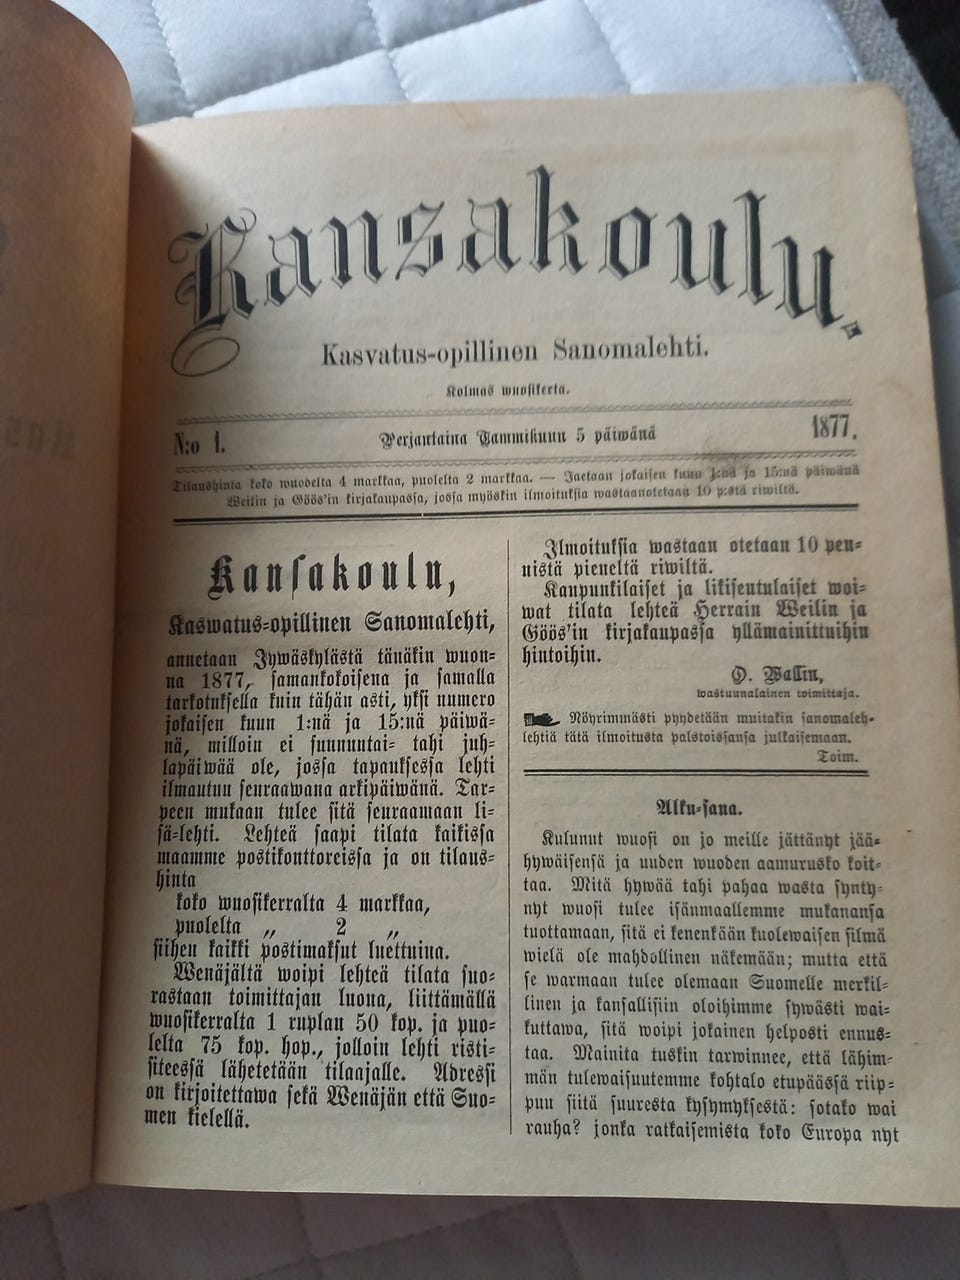 Kansakoulu.
Kasvatus-opillinen Sanomalehti.
Kolmas wuosikerta.
N:o 1.
Perjantaina Tammikuun 5 päiwänä
1877.
Tilaushinta koko wuodelta 4 markkaa, puolelta 2 markkaa. — Jaetaan jokaisen kuun 1:nä ja 15:nä päiwänä
Weilin ja Göös'in kirjakaupassa, jossa myöskin ilmoituksia wastaanotetaan 10 p:stä riwiltä.
Kansakoulu,
Kaswatus-opillinen Sanomalehti,
annetaan Jywäskylästä tänäkin wuon-
na 1877, samankokoisena ja samalla
tarkotuksella kuin tähän asti, yksi numero
jokaisen kuun 1:nä ja 15:nä päiwä-
nä, milloin ei sunnuntai- tahi juh-
lapäiwää ole, jossa tapauksessa lehti
ilmautuu seuraawana arkipäiwänä. Tar-
peen mukaan tulee sitä seuraamaan li-
sä-lehti. Lehteä saapi tilata kaikissa
maamme postikonttoreissa ja on tilaus-
hinta
koko wuosikerralta 4 markkaa,
puolelta „ 2 „
siihen kaikki postimaksut luettuina.
Wenäjältä woipi lehteä tilata suo-
rastaan toimittajan luona, liittämällä
wuosikerralta 1 ruplan 50 kop. ja puo-
lelta 75 kop. hop., jolloin lehti risti-
siteessä lähetetään tilaajalle. Adressi
on kirjoitettawa sekä Wenäjän että Suo-
men kielellä.
Ilmoituksia wastaan otetaan 10 pen-
nistä pieneltä riwiltä.
Kaupunkilaiset ja likiseutulaiset woi-
wat tilata lehteä Herrain Weilin ja
Göös'in kirjakaupassa yllämainittuihin
hintoihin.
O. Wallin,
wastuunalainen toimittaja.
Nöyrimmästi pyydetään muitakin sanomaleh-
lehtiä tätä ilmoitusta palstoissansa julkaisemaan.
Toim.
Alku-sana.
Kulunut wuosi on jo meille jättänyt jää-
hywäisensä ja uuden wuoden aamurusko koit-
taa. Mitä hywää tahi pahaa wasta synty-
nyt wuosi tulee isänmaallemme mukanansa
tuottamaan, sitä ei kenenkään kuolewaisen silmä
wielä ole mahdollinen näkemään; mutta että
se warmaan tulee olemaan Suomelle merkil-
linen ja kansallisiin oloihimme sywästi wai-
kuttawa, sitä woipi jokainen helposti ennus-
taa. Mainita tuskin tarwinnee, että lähim-
män tulewaisuutemme kohtalo etupäässä riip-
puu siitä suuresta kysymyksestä: sotako wai
rauha? jonka ratkaisemista koko Europa nyt